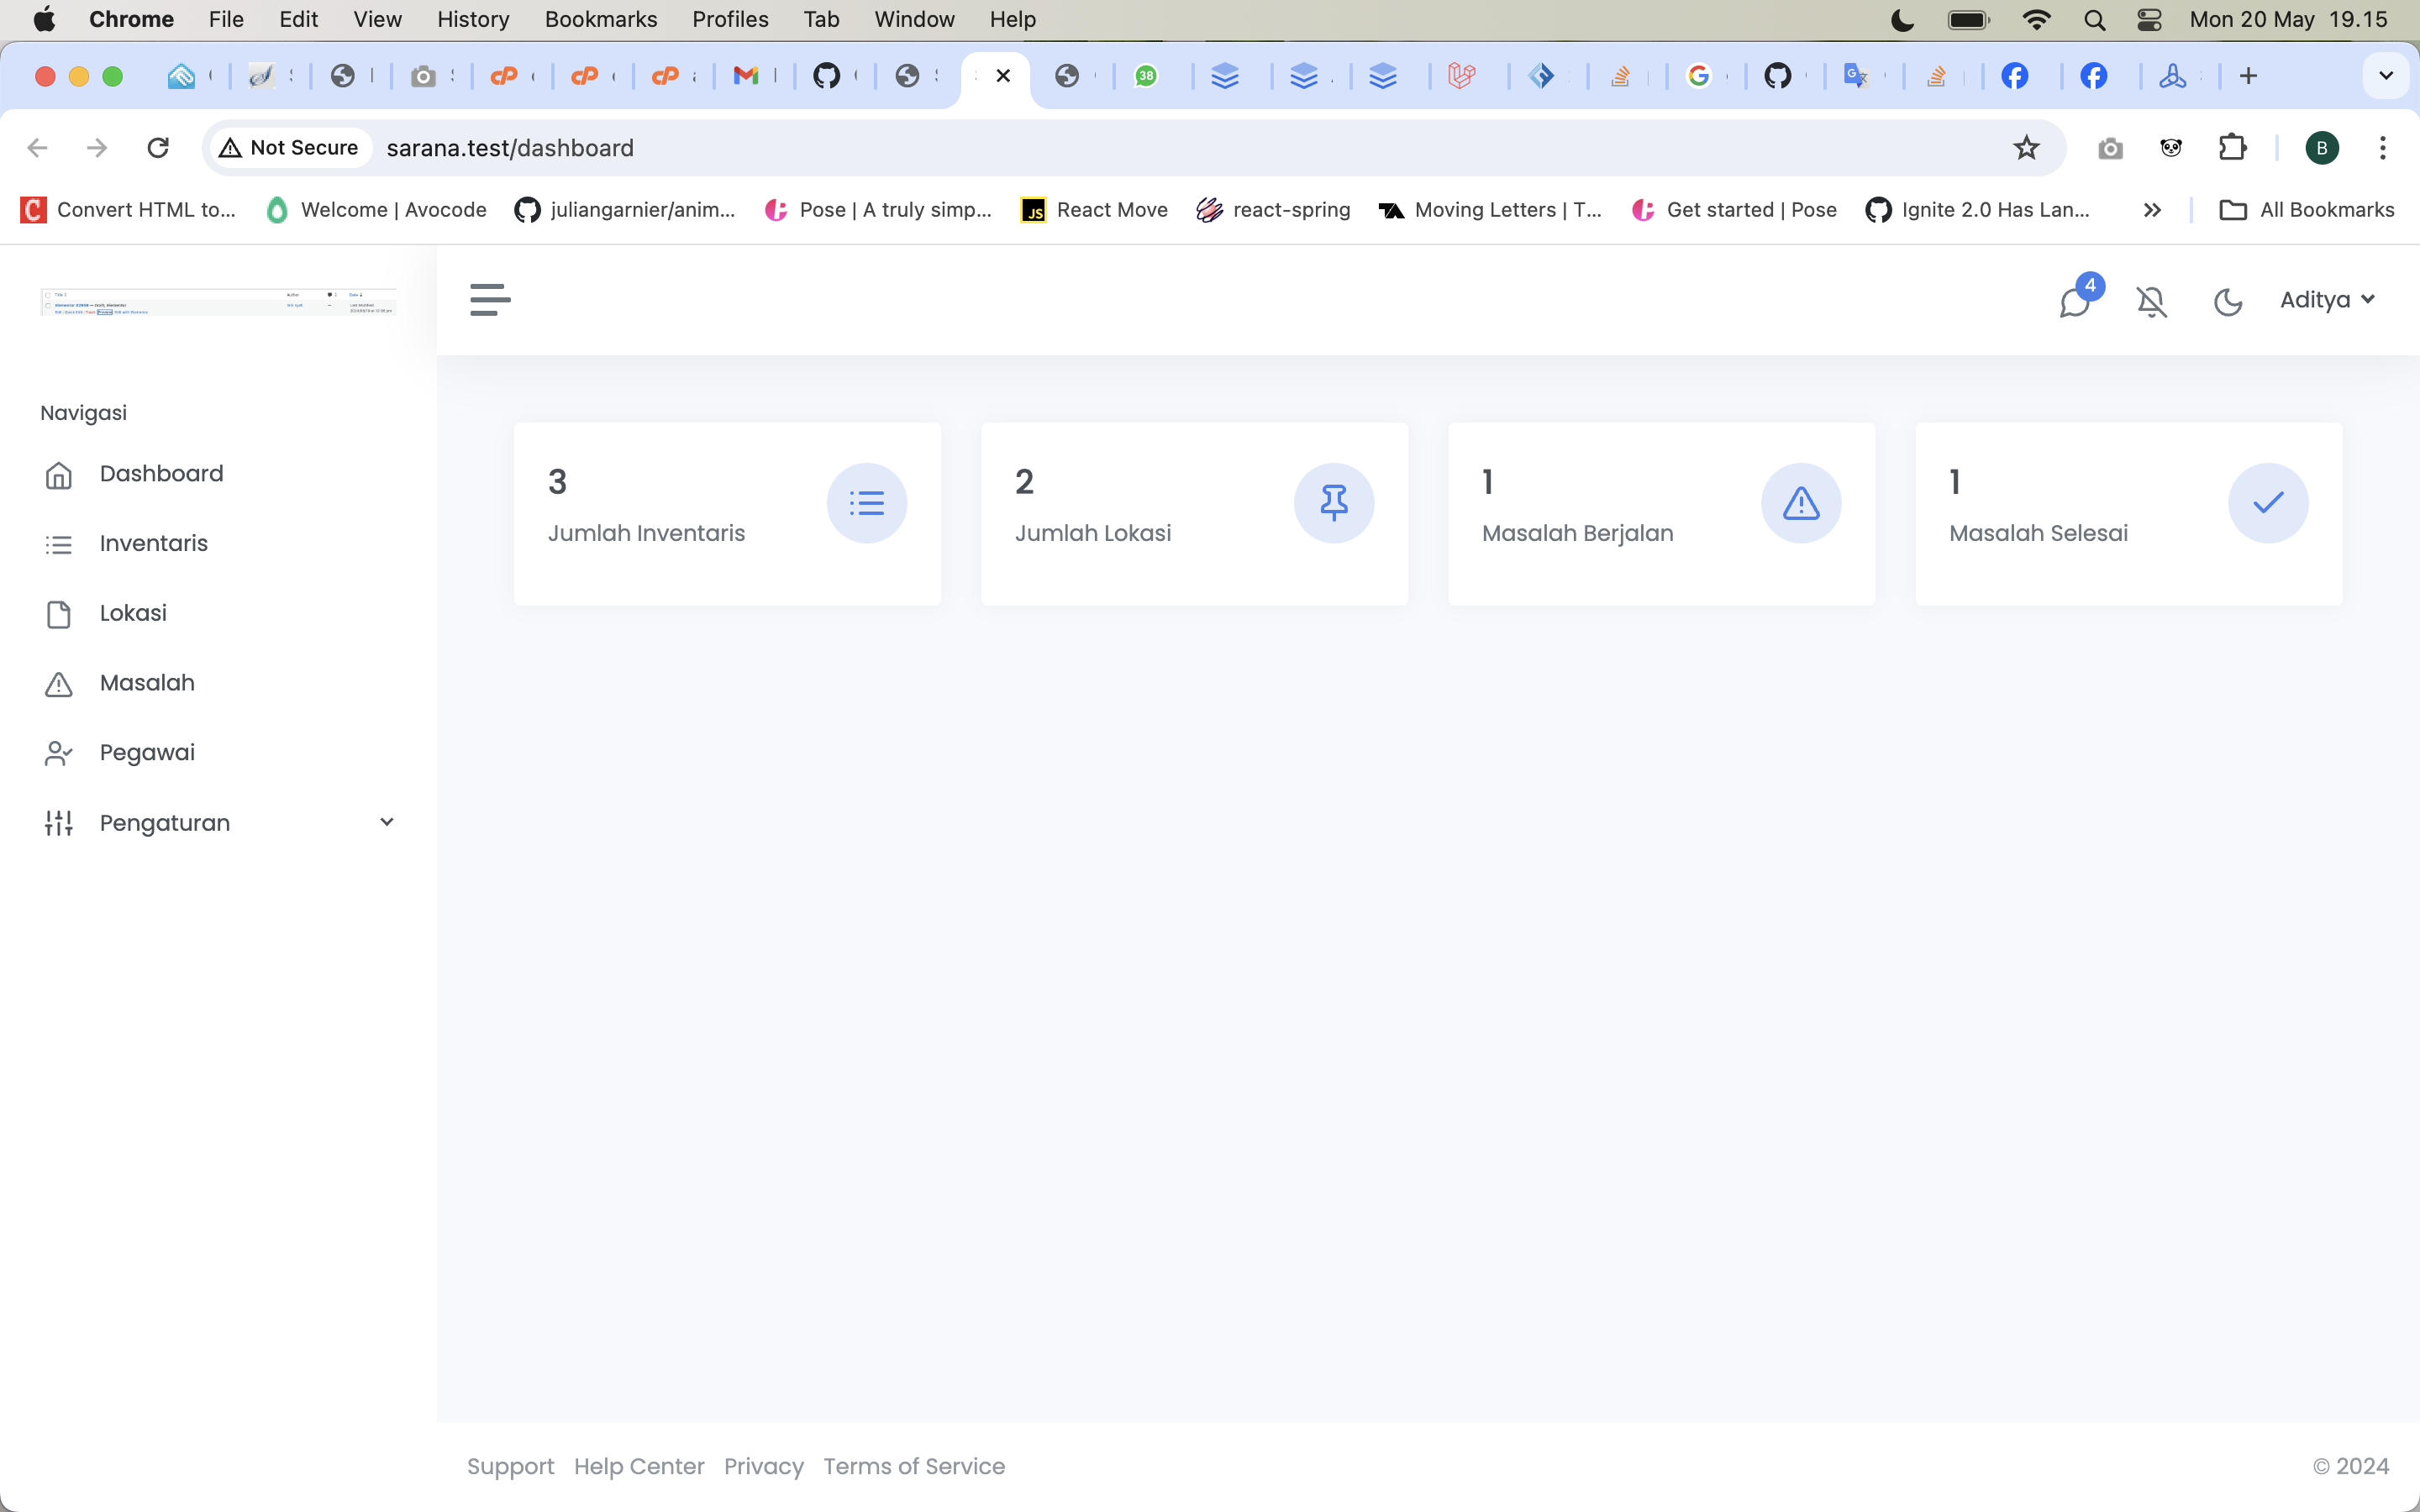 Chrome File Edit View History Bookmarks Profiles Tab Window Help Mon 20 May 19.15
38
Not Secure sarana.test/dashboard B
Convert HTML to... Welcome | Avocode juliangarnier/anim... Pose | A truly simp... JS React Move react-spring Moving Letters | T... Get started | Pose Ignite 2.0 Has Lan... All Bookmarks
4
Aditya
Navigasi
Dashboard
Inventaris
Lokasi
Masalah
Pegawai
Pengaturan
3
Jumlah Inventaris
2
Jumlah Lokasi
1
Masalah Berjalan
1
Masalah Selesai
Support Help Center Privacy Terms of Service
© 2024